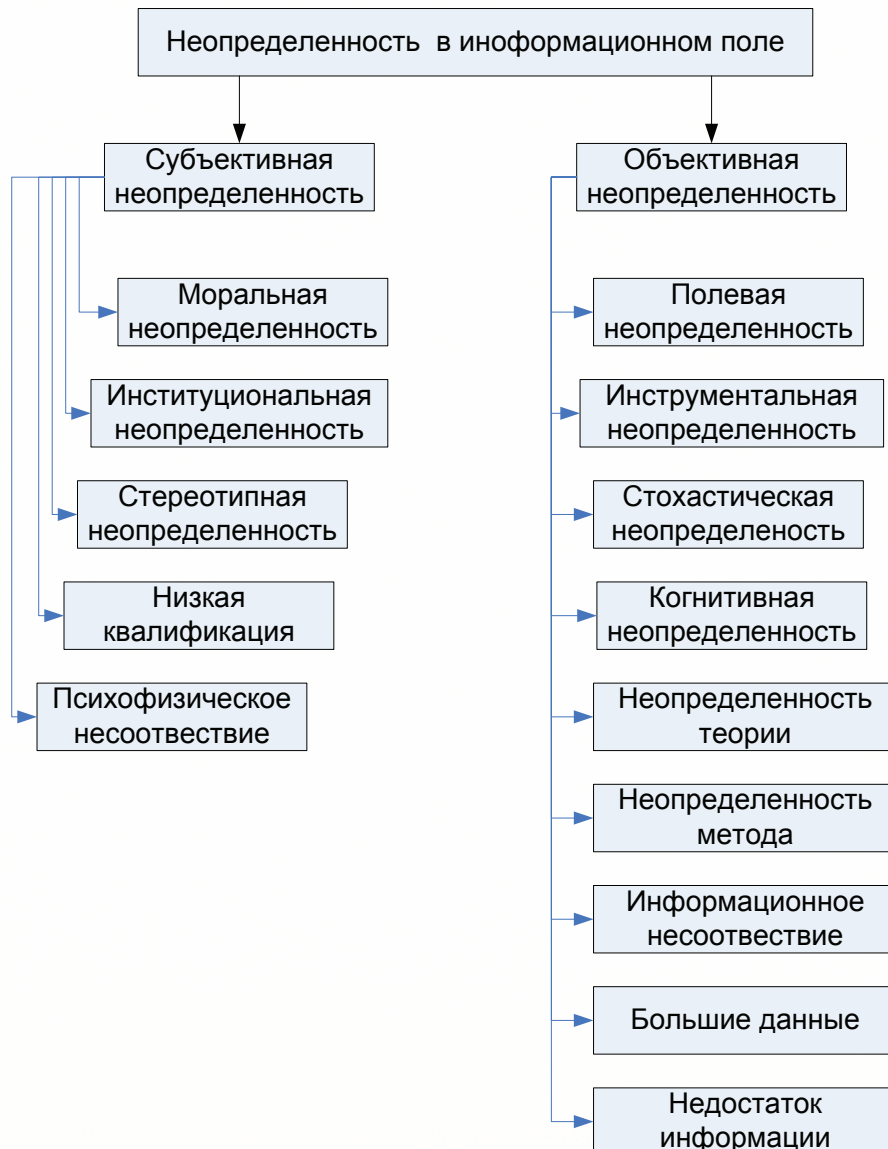 Неопределенность  в иноформационном поле
Субъективная
неопределенность
Объективная
неопределенность
Моральная
неопределенность
Институциональная
неопределенность
Стереотипная
неопределенность
Низкая
квалификация
Психофизическое
несоотвествие
Полевая
неопределенность
Инструментальная
неопределенность
Стохастическая
неопределеность
Когнитивная
неопределенность
Неопределенность
теории
Неопределенность
метода
Информационное
несоотвествие
Большие данные
Недостаток
информации